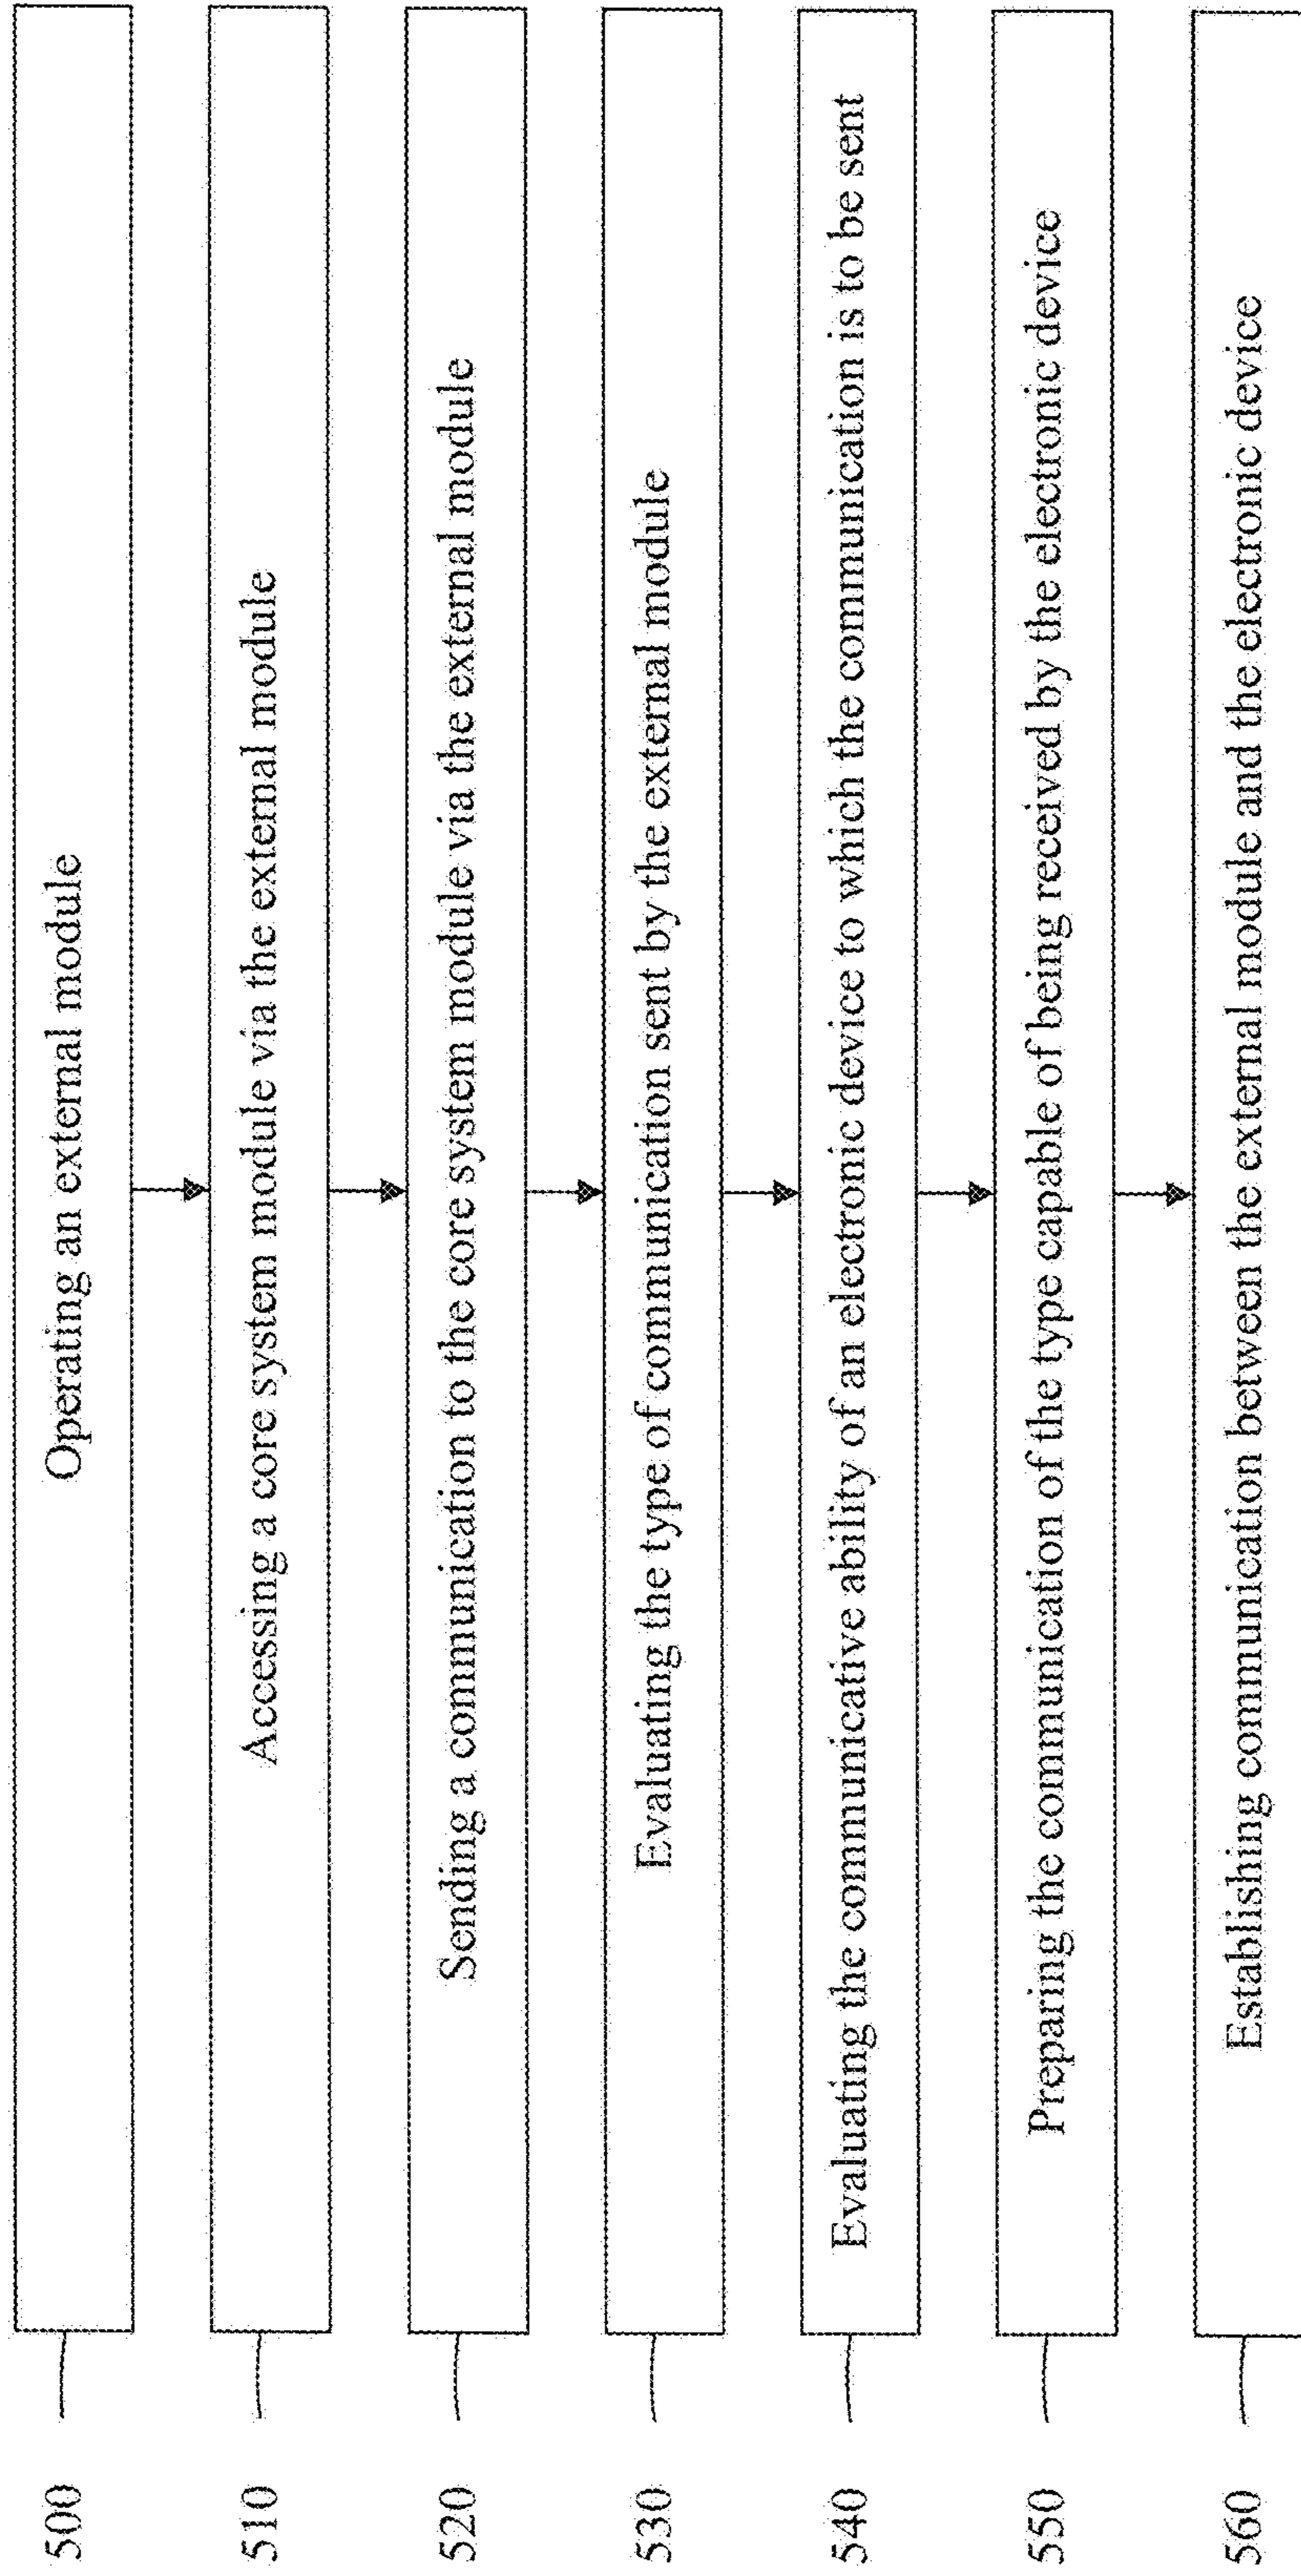 500 Operating an external module
510 Accessing a core system module via the external module
520 Sending a communication to the core system module via the external module
530 Evaluating the type of communication sent by the external module
540 Evaluating the communicative ability of an electronic device to which the communication is to be sent
550 Preparing the communication of the type capable of being received by the electronic device
560 Establishing communication between the external module and the electronic device